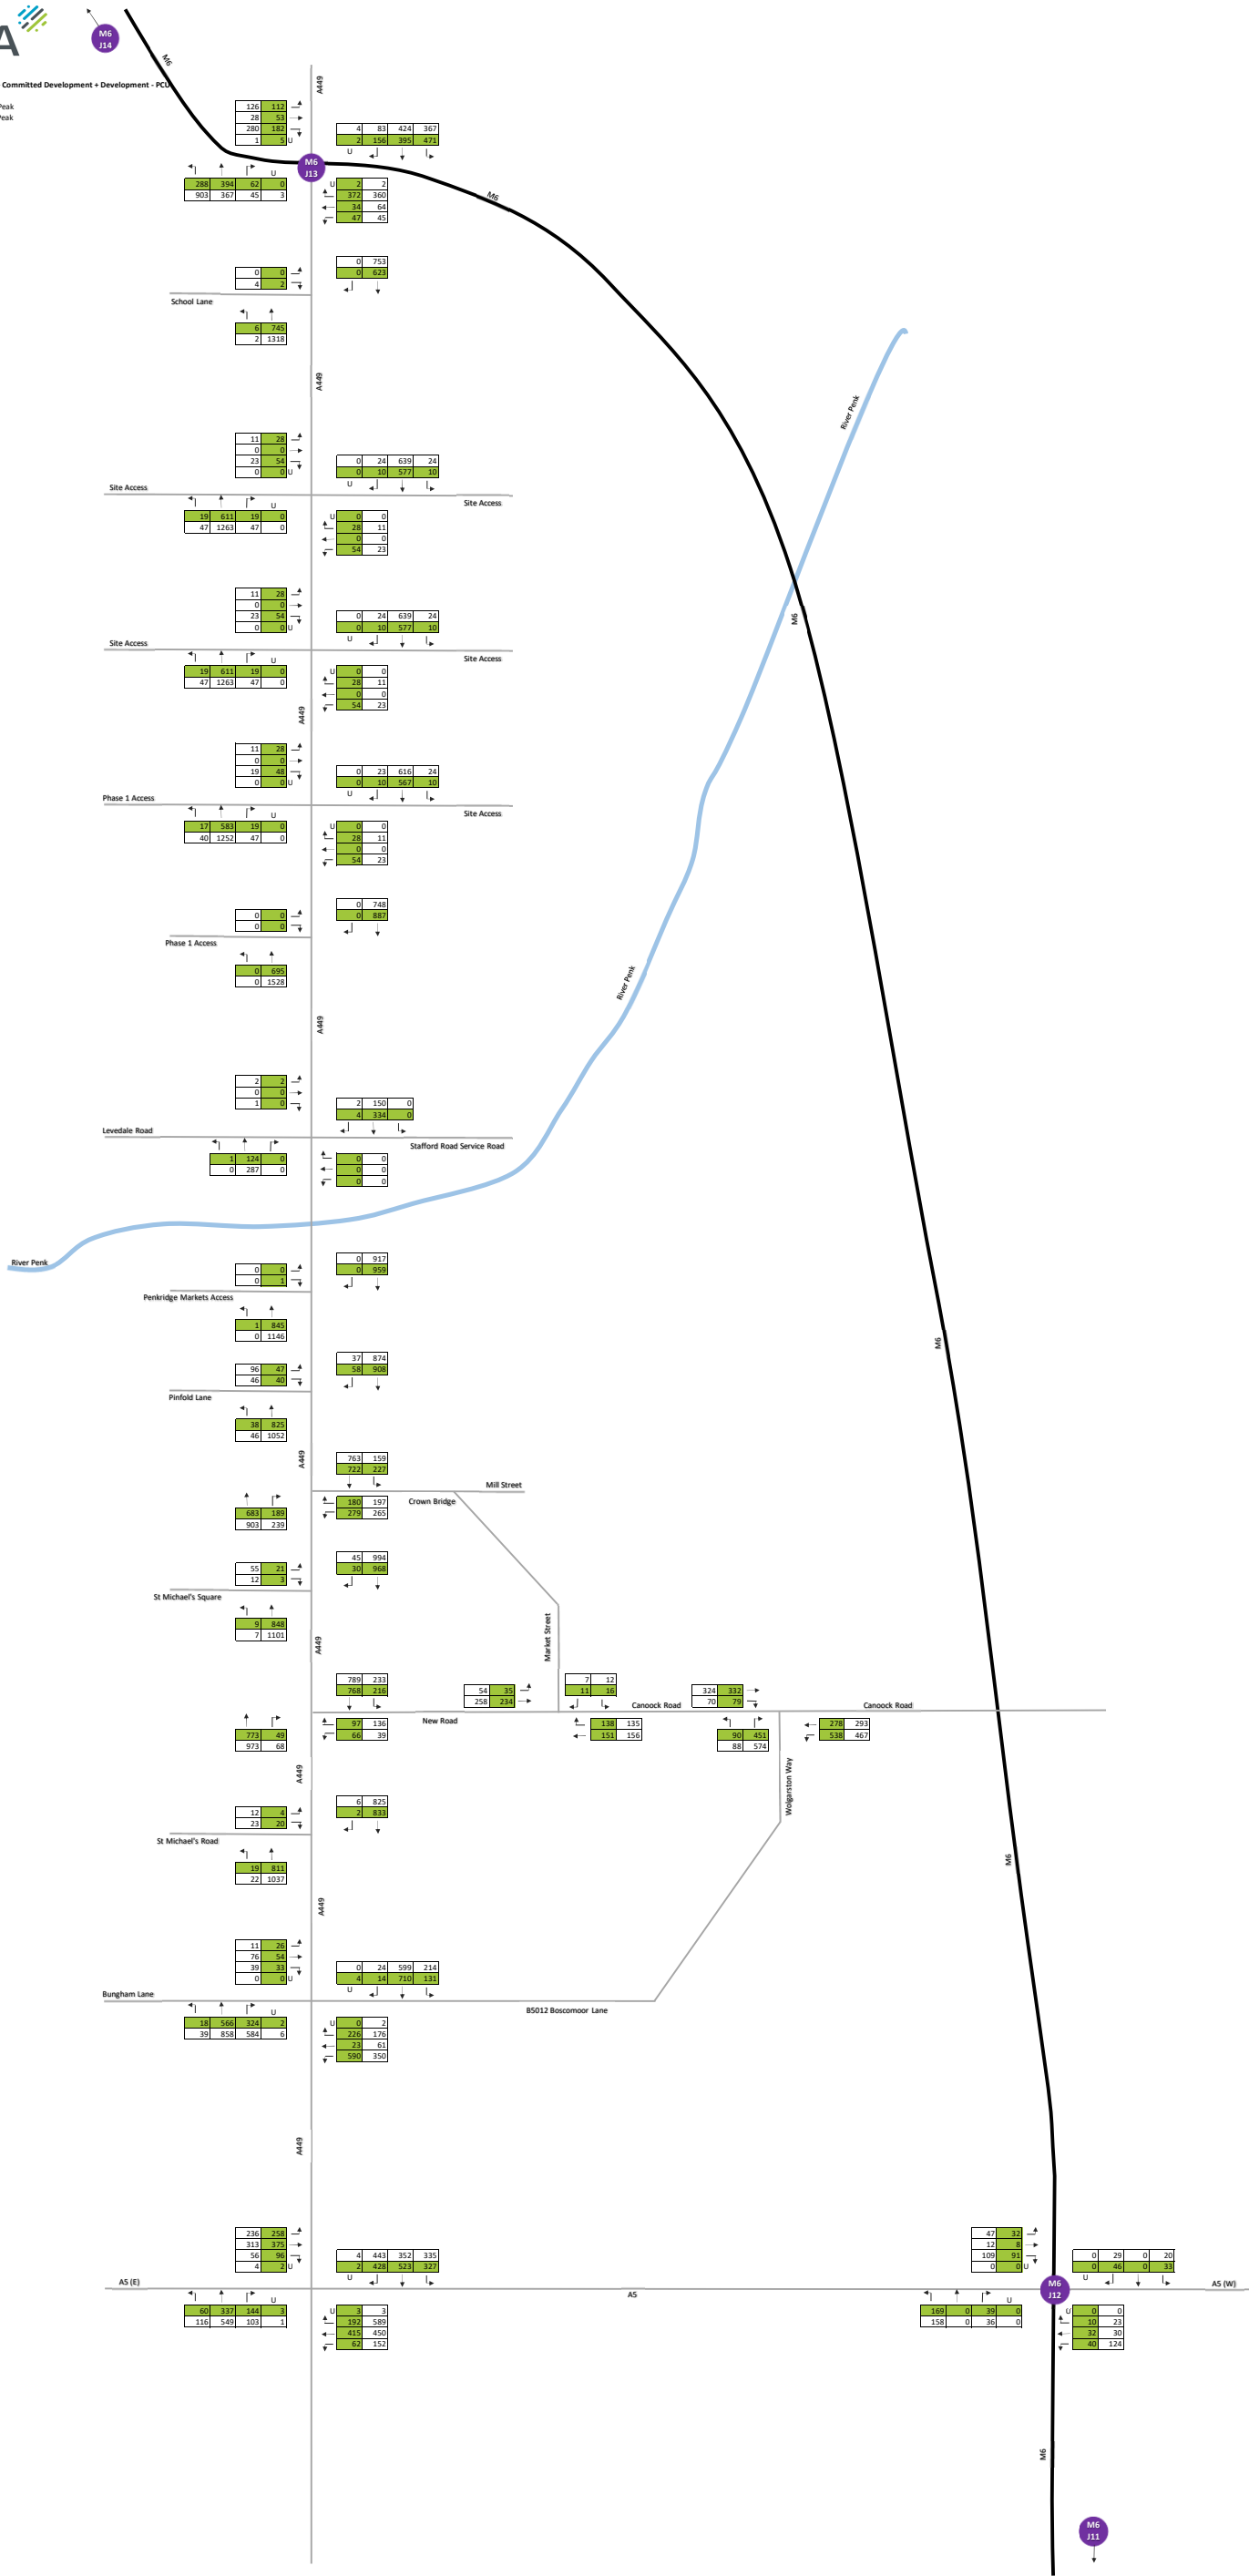 M6
J14
A
M6
A449
Committed Development + Development - PCU
Peak
Peak
126 112
28 53
280 182
1 5 U
4 83 424 367
2 156 395 471
U
M6
J13
U
288 394 62 0
903 367 45 3
U 2 2
372 360
34 64
47 45
M6
0 753
0 623
0 0
4 2
School Lane
6 745
2 1318
A449
River Penk
11 28
0 0
23 54
0 0 U
0 24 639 24
0 10 577 10
U
Site Access
Site Access
U
19 611 19 0
47 1263 47 0
U 0 0
28 11
0 0
54 23
11 28
0 0
23 54
0 0 U
0 24 639 24
0 10 577 10
U
M6
Site Access
Site Access
U
19 611 19 0
47 1263 47 0
U 0 0
28 11
0 0
54 23
A449
11 28
0 0
19 48
0 0 U
0 23 616 24
0 10 567 10
U
Phase 1 Access
Site Access
U
17 583 19 0
40 1252 47 0
U 0 0
28 11
0 0
54 23
0 748
0 887
0 0
0 0
Phase 1 Access
0 695
0 1528
River Penk
A449
2 2
0 0
1 0
2 150 0
4 334 0
Levedale Road
Stafford Road Service Road
1 124 0
0 287 0
0 0
0 0
0 0
River Penk
0 917
0 959
0 0
0 1
Penkridge Markets Access
1 845
0 1146
M6
37 874
58 908
96 47
46 40
Pinfold Lane
38 825
46 1052
A449
763 159
722 227
Mill Street
Crown Bridge
683 189
903 239
180 197
279 265
45 994
30 968
55 21
12 3
St Michael's Square
9 848
7 1101
A449
Market Street
789 233
768 216
54 35
258 234
7 12
11 16
324 332
70 79
Canoock Road
Canoock Road
New Road
773 49
973 68
97 136
66 39
138 135
151 156
90 451
88 574
278 293
538 467
A449
Wolgarston Way
6 825
2 833
12 4
23 20
St Michael's Road
19 811
22 1037
M6
A449
11 26
76 54
39 33
0 0 U
0 24 599 214
4 14 710 131
U
Bungham Lane
B5012 Boscomoor Lane
U
18 566 324 2
39 858 584 6
U 0 2
226 176
23 61
590 350
A449
236 258
313 375
56 96
4 2 U
4 443 352 335
2 428 523 327
U
47 32
12 8
109 91
0 0 U
0 29 0 20
0 46 0 33
U
A5 (E)
A5
M6
J12
A5 (W)
U
60 337 144 3
116 549 103 1
U 3 3
192 589
415 450
62 152
U
169 0 39 0
158 0 36 0
U 0 0
10 23
32 30
40 124
M6
M6
J11